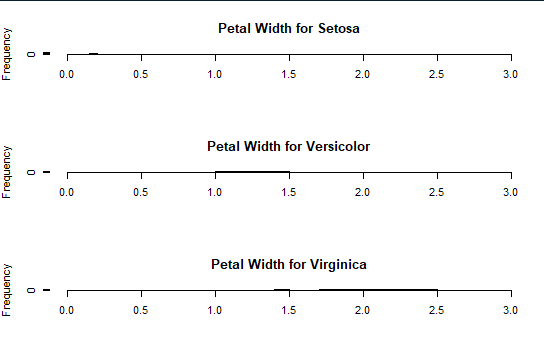 Petal Width for Setosa
Frequency
0
0.0 0.5 1.0 1.5 2.0 2.5 3.0
Petal Width for Versicolor
Frequency
0
0.0 0.5 1.0 1.5 2.0 2.5 3.0
Petal Width for Virginica
Frequency
0
0.0 0.5 1.0 1.5 2.0 2.5 3.0